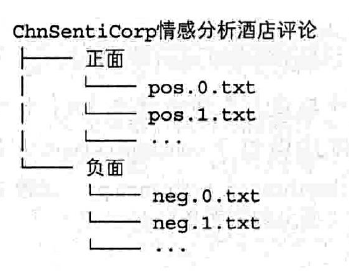 ChnSentiCorp情感分析酒店评论
├── 正面
│   └── pos.0.txt
│   └── pos.1.txt
│   └── ...
└── 负面
    └── neg.0.txt
    └── neg.1.txt
    └── ...